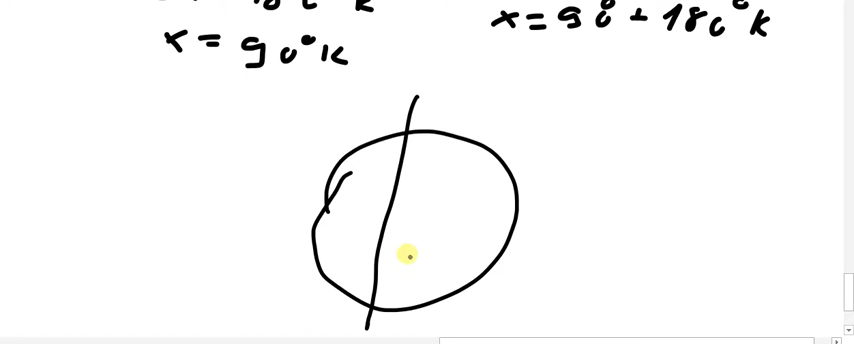 x = 90° + 180°k
x = 90°k